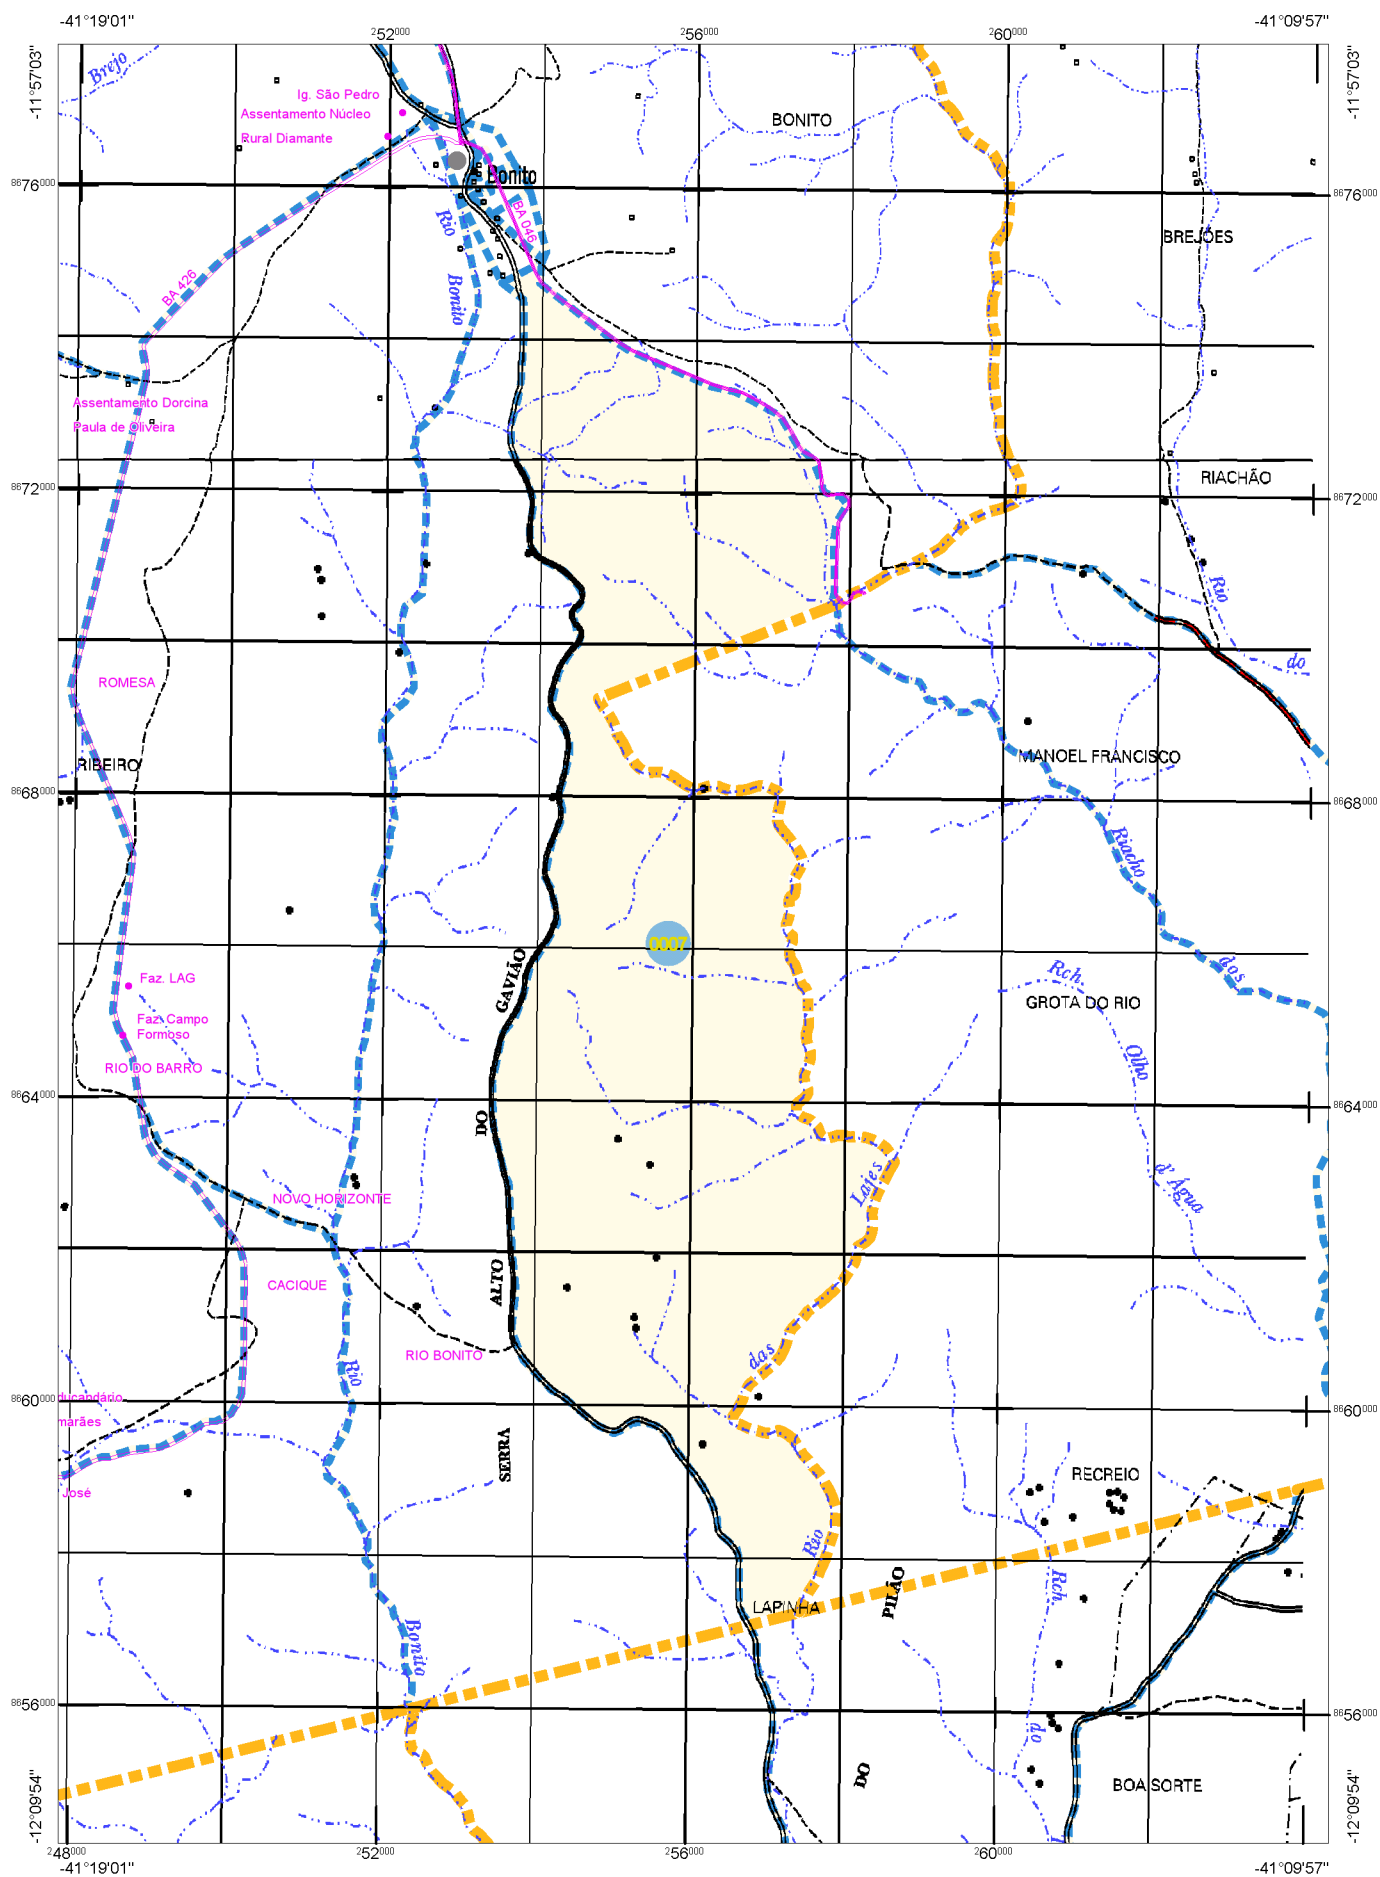 -41°19'01"
-41°09'57"
252000
256000
260000
-11°57'03"
-11°57'03"
Brejo
Ig. São Pedro
Assentamento Núcleo
Rural Diamante
BONITO
Bonito
8676000
8676000
BA 046
Rio
BREJÕES
BA 426
Bonito
Assentamento Dorcina
Paula de Oliveira
RIACHÃO
8672000
8672000
Rio
do
ROMESA
RIBEIRO
MANOEL FRANCISCO
8668000
8668000
Riacho
0007
dos
GAVIÃO
Faz. LAG
Rch.
GROTA DO RIO
Faz. Campo
Formoso
Olho
RIO DO BARRO
8664000
8664000
DO
Lajes
d' Água
NOVO HORIZONTE
ALTO
CACIQUE
RIO BONITO
das
Rio
ducandário
8660000
8660000
marães
SERRA
RECREIO
José
Rio
Rch.
PILÃO
LAPINHA
Bonito
8656000
8656000
do
DO
BOA SORTE
-12°09'54"
-12°09'54"
248000
252000
256000
260000
-41°19'01"
-41°09'57"